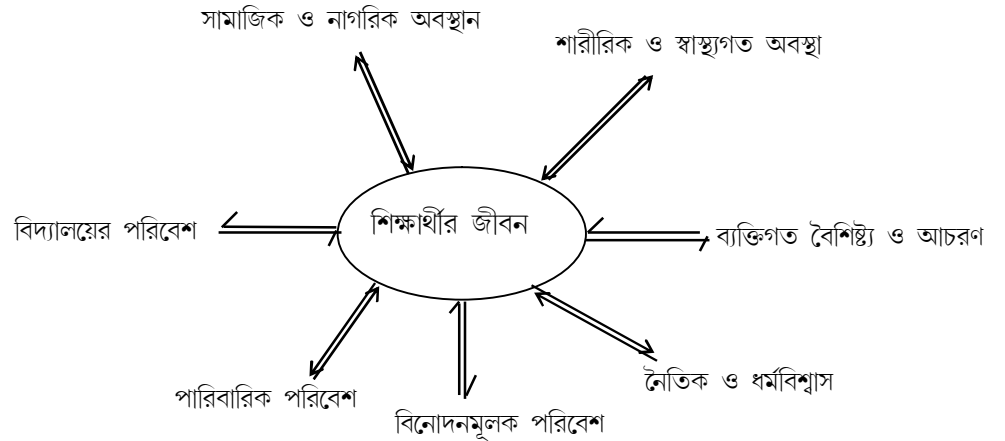 সামাজিক ও নাগরিক অবস্থান
শারীরিক ও স্বাস্থ্যগত অবস্থা
বিদ্যালয়ের পরিবেশ
শিক্ষার্থীর জীবন
ব্যক্তিগত বৈশিষ্ট্য ও আচরণ
পারিবারিক পরিবেশ
বিনোদনমূলক পরিবেশ
নৈতিক ও ধর্মবিশ্বাস